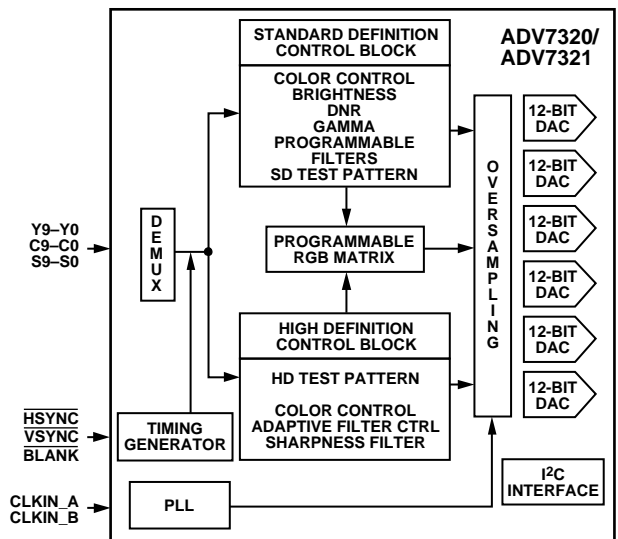 STANDARD DEFINITION
CONTROL BLOCK
ADV7320/
ADV7321
COLOR CONTROL
BRIGHTNESS
DNR
GAMMA
PROGRAMMABLE
FILTERS
SD TEST PATTERN
12-BIT
DAC
12-BIT
DAC
12-BIT
DAC
12-BIT
DAC
12-BIT
DAC
12-BIT
DAC
OVERSAMPLING
Y9–Y0
C9–C0
S9–S0
DEMUX
PROGRAMMABLE
RGB MATRIX
HIGH DEFINITION
CONTROL BLOCK
HD TEST PATTERN
COLOR CONTROL
ADAPTIVE FILTER CTRL
SHARPNESS FILTER
HSYNC
VSYNC
BLANK
TIMING
GENERATOR
CLKIN_A
CLKIN_B
PLL
I²C
INTERFACE